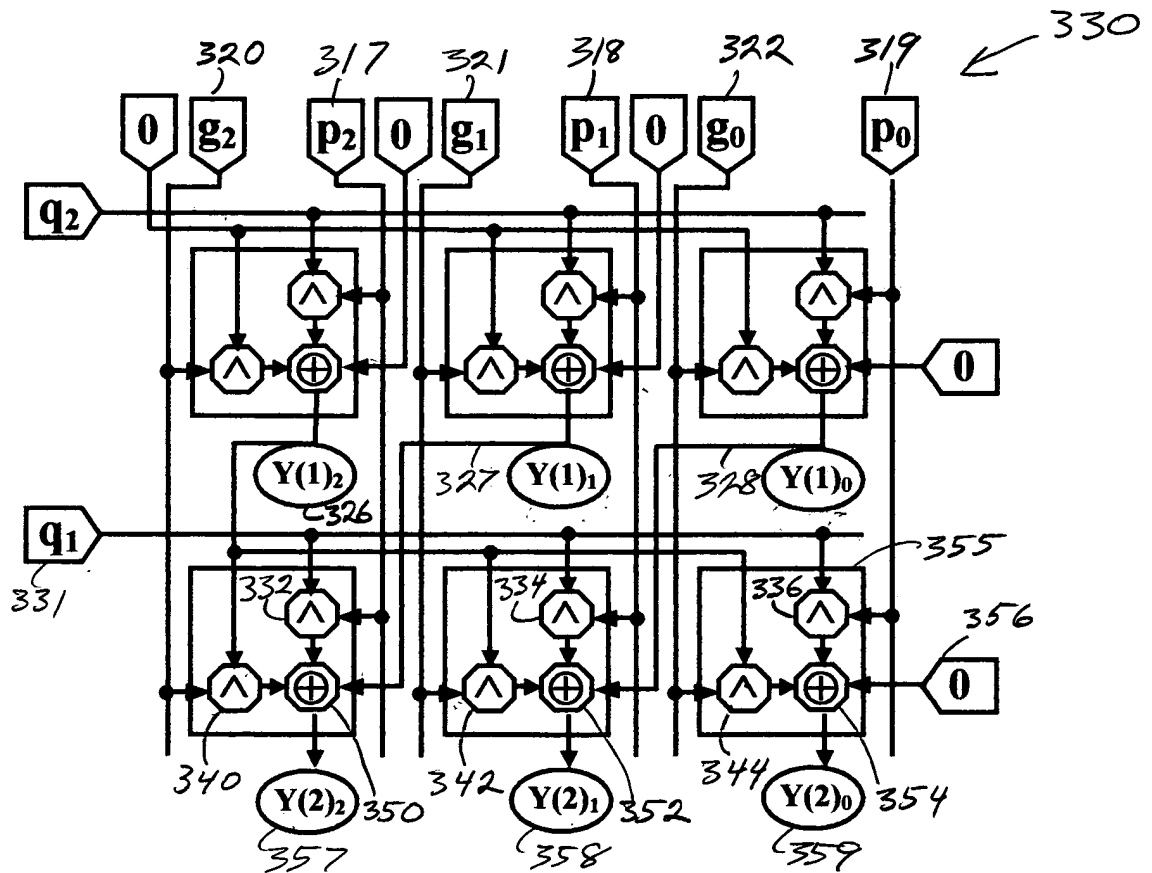 330
320 317 321 318 322 319
0 g₂ p₂ 0 g₁ p₁ 0 g₀ p₀
q₂
∧ ∧ ∧
∧ ⊕ ∧ ⊕ ∧ ⊕ 0
Y(1)₂ 327 Y(1)₁ 328 Y(1)₀
326
q₁
355
331
332 ∧ 334 ∧ 336 ∧
356
∧ ⊕ ∧ ⊕ ∧ ⊕ 0
340 Y(2)₂ 350 342 Y(2)₁ 352 344 Y(2)₀ 354
357 358 359